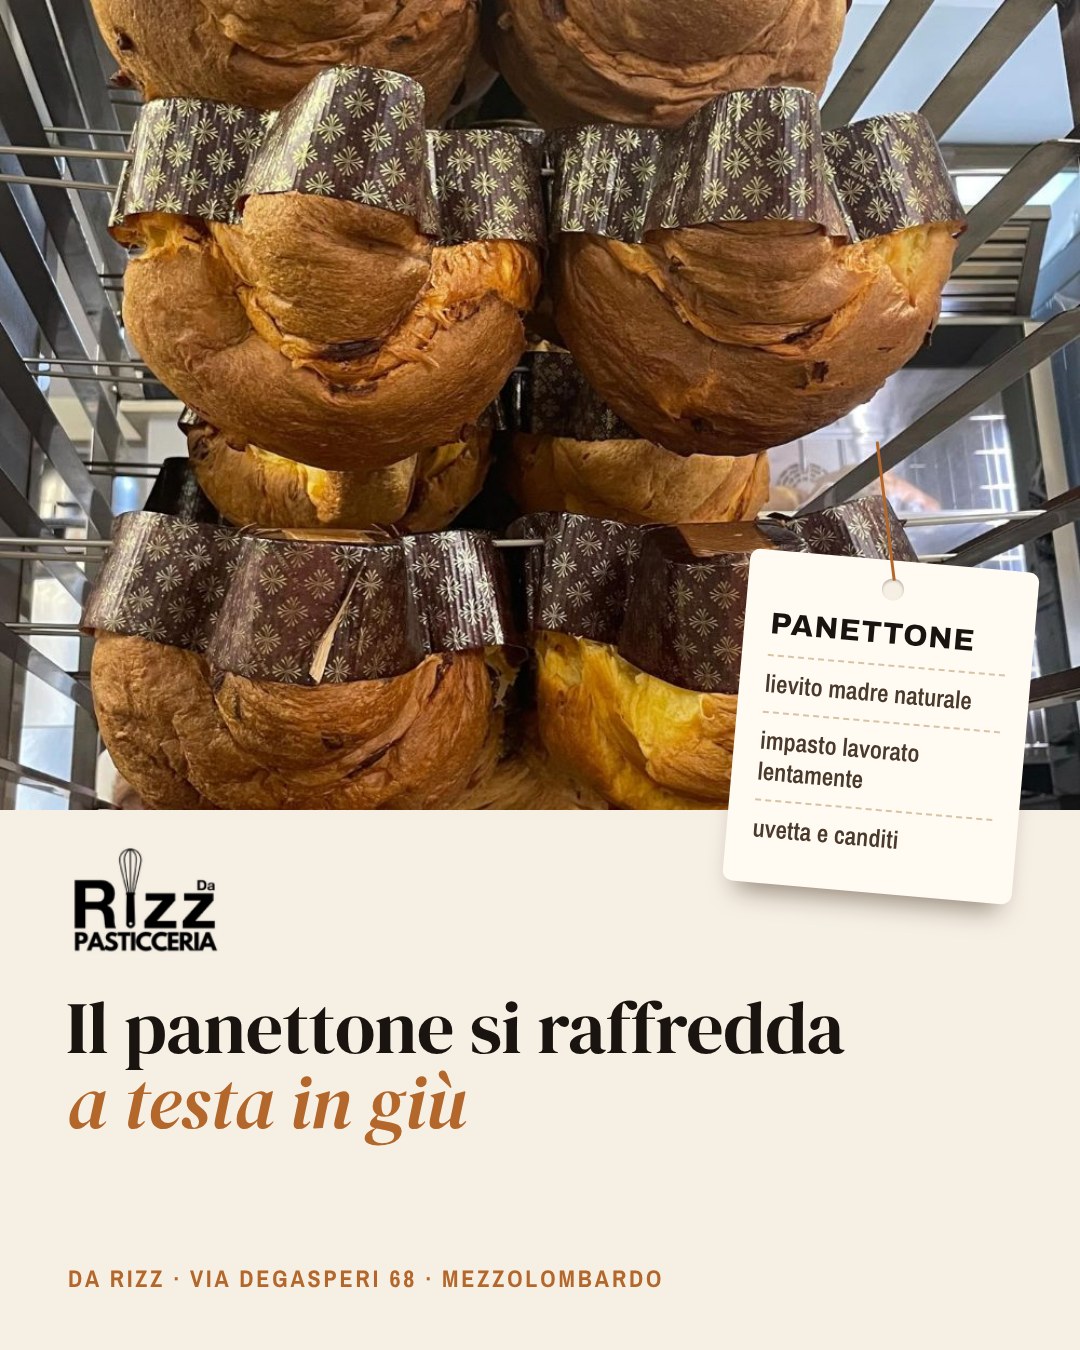 PANETTONE
lievito madre naturale
impasto lavorato
lentamente
uvetta e canditi
Da
Rizz
PASTICCERIA
Il panettone si raffredda
a testa in giù
DA RIZZ · VIA DEGASPERI 68 · MEZZOLOMBARDO